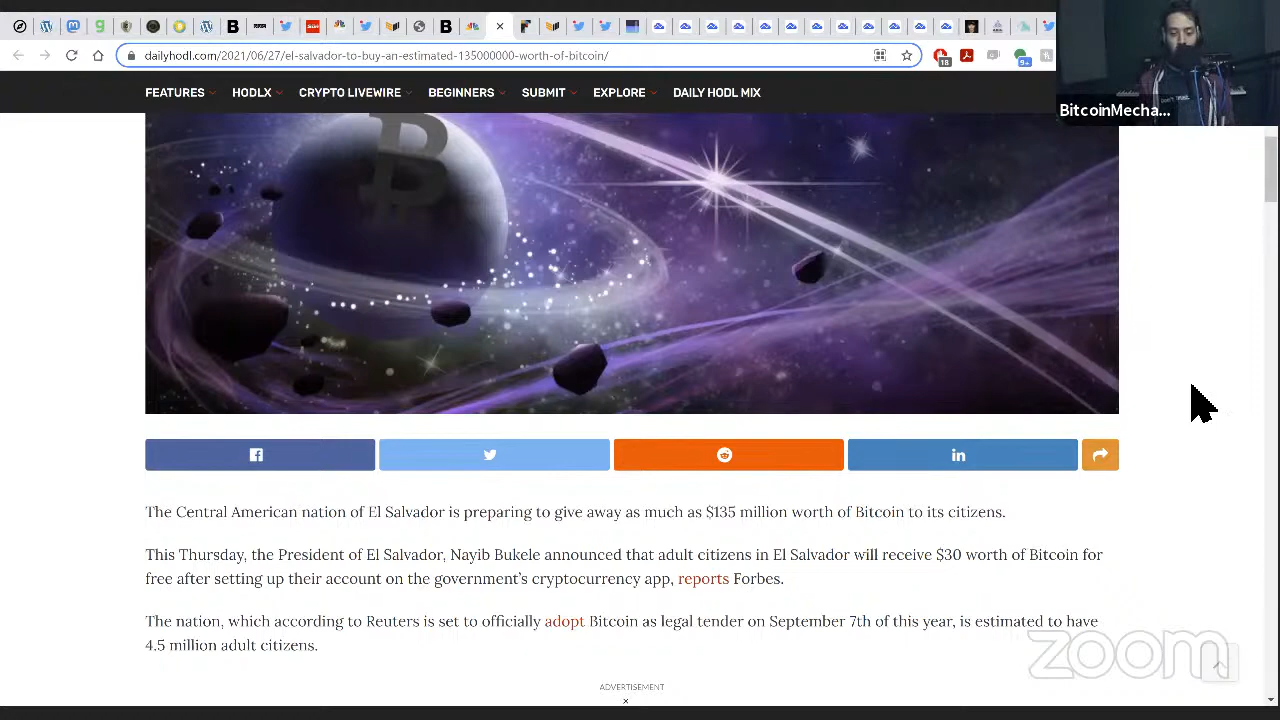 dailyhodl.com/2021/06/27/el-salvador-to-buy-an-estimated-135000000-worth-of-bitcoin/
18
9+
FEATURES HODLX CRYPTO LIVEWIRE BEGINNERS SUBMIT EXPLORE DAILY HODL MIX
BitcoinMecha...
The Central American nation of El Salvador is preparing to give away as much as $135 million worth of Bitcoin to its citizens.
This Thursday, the President of El Salvador, Nayib Bukele announced that adult citizens in El Salvador will receive $30 worth of Bitcoin for
free after setting up their account on the government's cryptocurrency app, reports Forbes.
The nation, which according to Reuters is set to officially adopt Bitcoin as legal tender on September 7th of this year, is estimated to have
4.5 million adult citizens.
zoom
ADVERTISEMENT